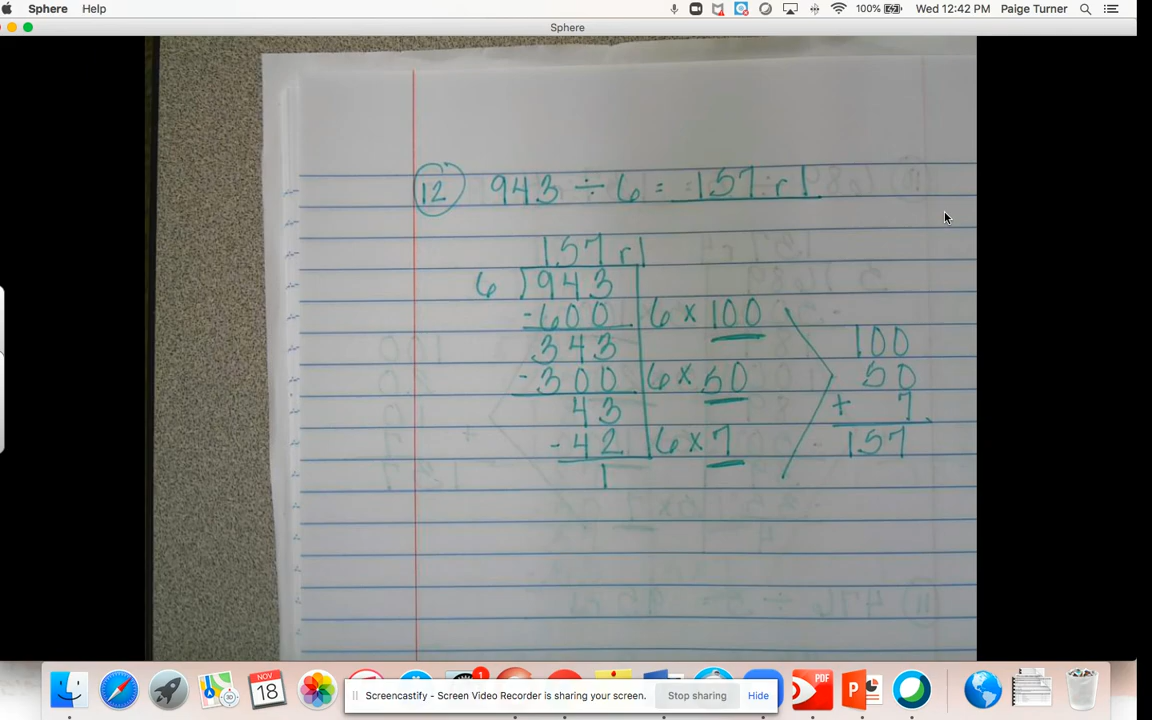 Sphere Help 100% Wed 12:42 PM Paige Turner
Sphere
12 943 ÷ 6 = 157 r1
157 r1
6 943
-600 6 × 100
343 100
-300 6 × 50 50
43 + 7
-42 6 × 7 157
1
NOV
18
1
PDF
Screencastify - Screen Video Recorder is sharing your screen. Stop sharing Hide